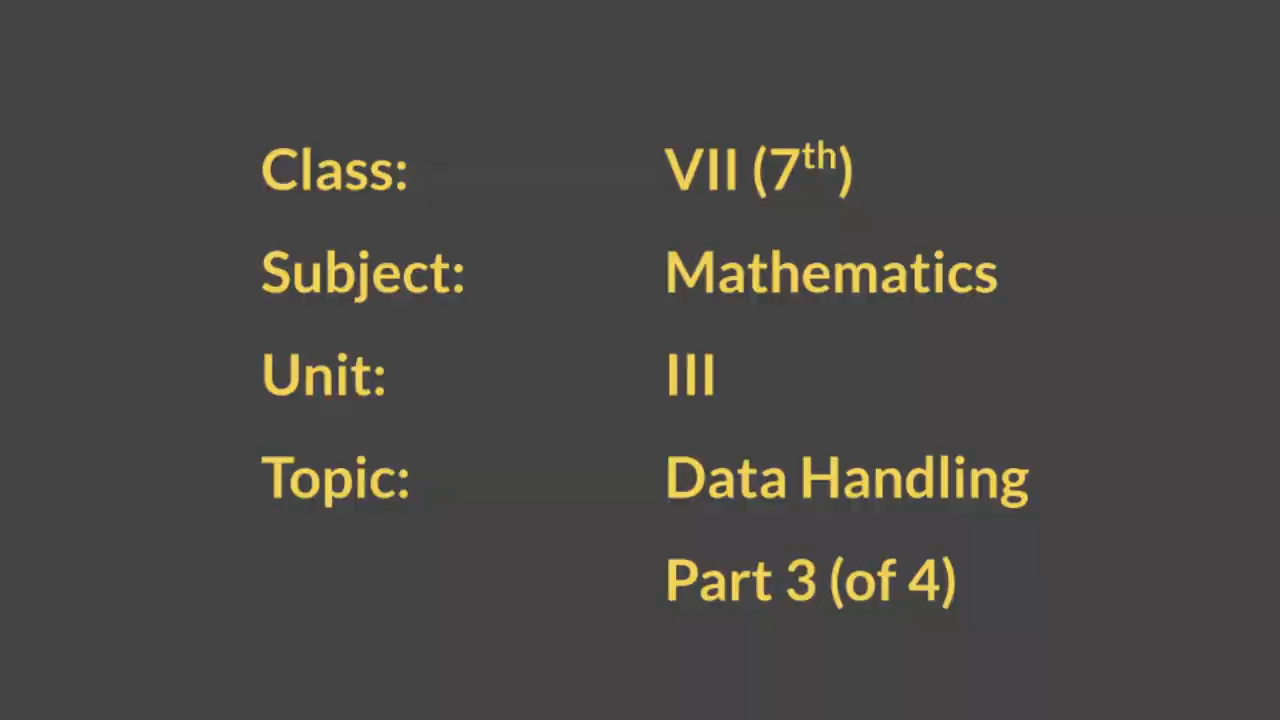 Class: VII (7th)
Subject: Mathematics
Unit: III
Topic: Data Handling
Part 3 (of 4)